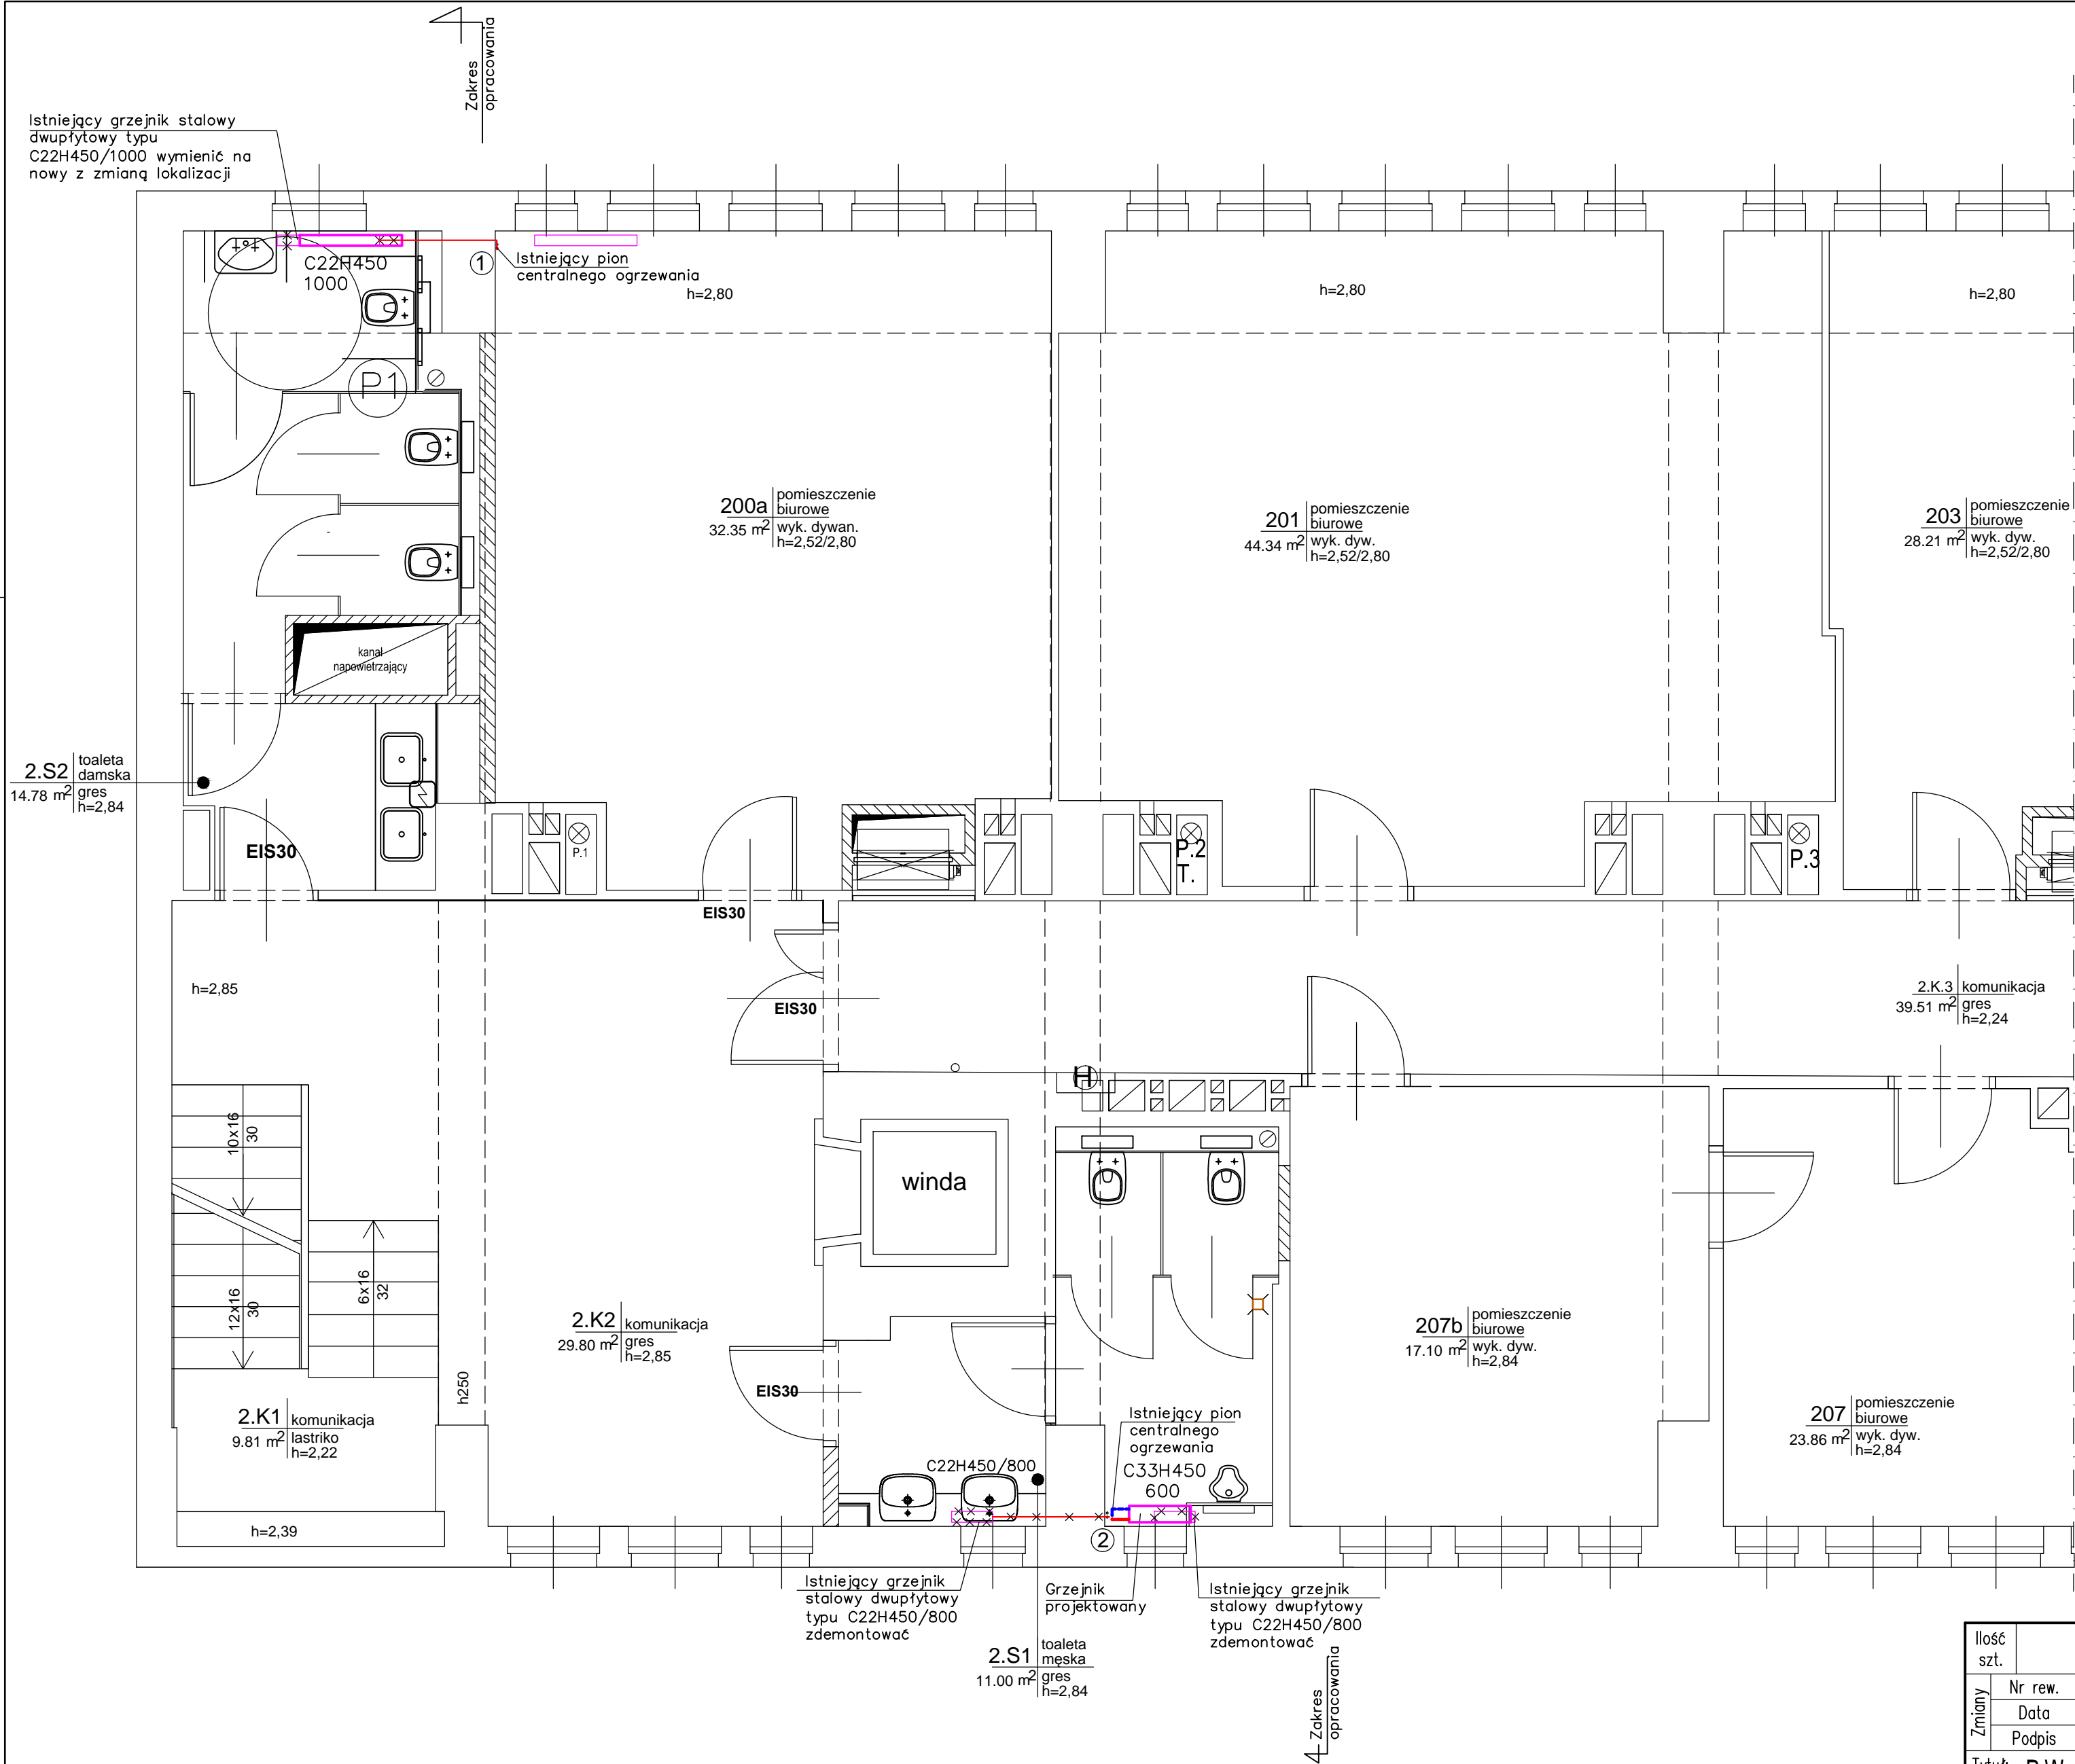 Zakres
opracowania
Istniejący grzejnik stalowy
dwupłytowy typu
C22H450/1000 wymienić na
nowy z zmianą lokalizacji
C22H450
1000
1
Istniejący pion
centralnego ogrzewania
h=2,80
h=2,80
h=2,80
P1
200a
pomieszczenie
biurowe
32.35 m2
wyk. dywan.
h=2,52/2,80
201
pomieszczenie
biurowe
44.34 m2
wyk. dyw.
h=2,52/2,80
203
pomieszczenie
biurowe
28.21 m2
wyk. dyw.
h=2,52/2,80
kanał
napowietrzający
2.S2
toaleta
damska
14.78 m2
gres
h=2,84
EIS30
P.1
P.2
T.
P.3
EIS30
h=2,85
EIS30
2.K.3
komunikacja
39.51 m2
gres
h=2,24
H
10x16
30
winda
12x16
30
6x16
32
2.K2
komunikacja
29.80 m2
gres
h=2,85
207b
pomieszczenie
biurowe
17.10 m2
wyk. dyw.
h=2,84
h250
EIS30
2.K1
komunikacja
9.81 m2
lastriko
h=2,22
207
pomieszczenie
biurowe
23.86 m2
wyk. dyw.
h=2,84
Istniejący pion
centralnego
ogrzewania
C22H450/800
C33H450
600
h=2,39
2
Istniejący grzejnik
stalowy dwupłytowy
typu C22H450/800
zdemontować
Grzejnik
projektowany
Istniejący grzejnik
stalowy dwupłytowy
typu C22H450/800
zdemontować
2.S1
toaleta
męska
11.00 m2
gres
h=2,84
Zakres
opracowania
Ilość
szt.
Zmiany
Nr rew.
Data
Podpis